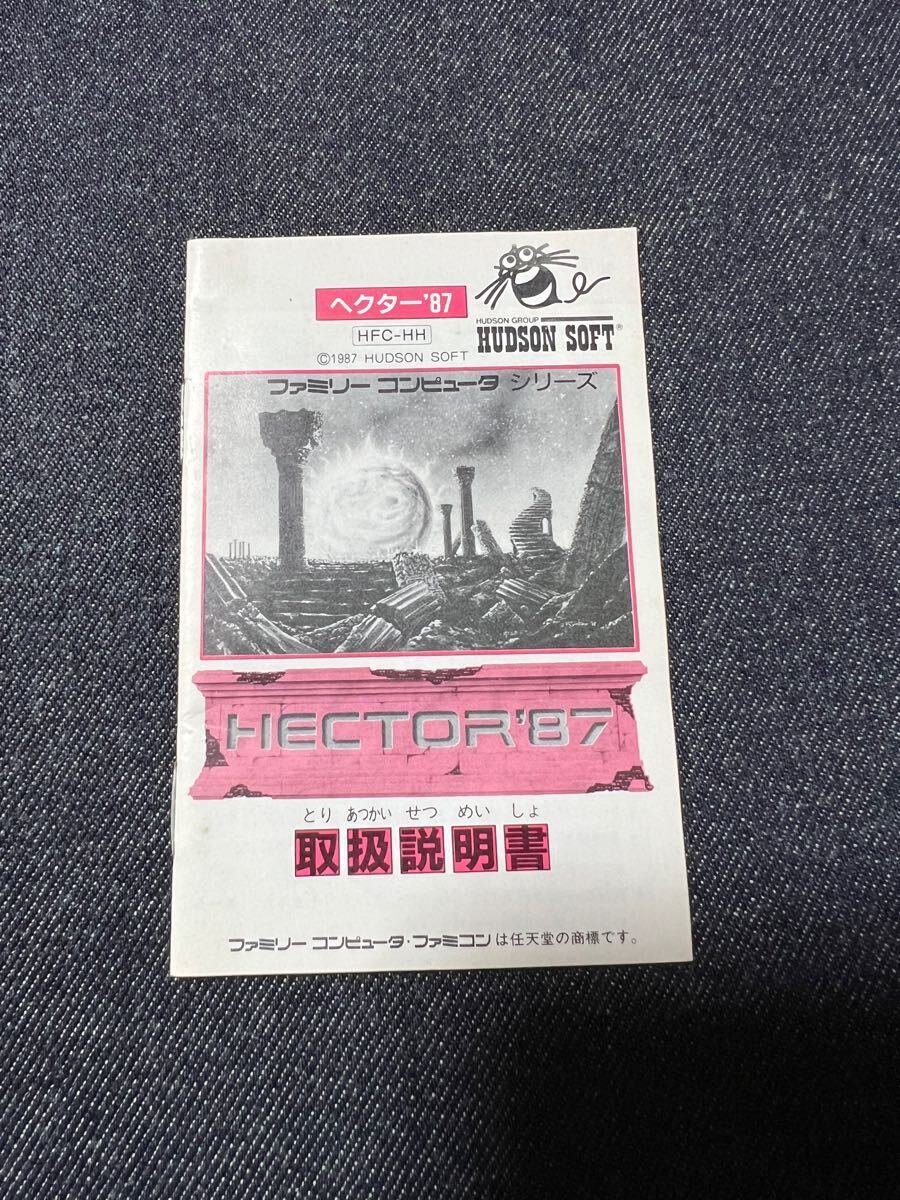 ヘクター'87
HFC-HH
©1987 HUDSON SOFT
HUDSON GROUP
HUDSON SOFT®
ファミリー コンピュータ シリーズ
HECTOR'87
とり あつかい せつ めい しょ
取扱説明書
ファミリー コンピュータ・ファミコンは任天堂の商標です。